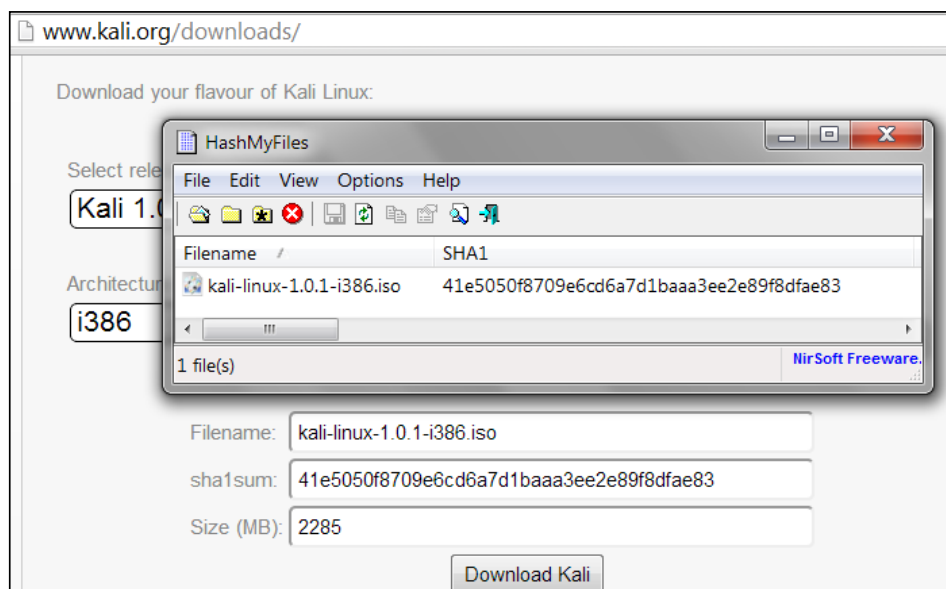 www.kali.org/downloads/
Download your flavour of Kali Linux:
HashMyFiles
Select rele
File Edit View Options Help
Kali 1.0
Filename SHA1
kali-linux-1.0.1-i386.iso 41e5050f8709e6cd6a7d1baaa3ee2e89f8dfae83
Architectur
i386
1 file(s) NirSoft Freeware.
Filename: kali-linux-1.0.1-i386.iso
sha1sum: 41e5050f8709e6cd6a7d1baaa3ee2e89f8dfae83
Size (MB): 2285
Download Kali